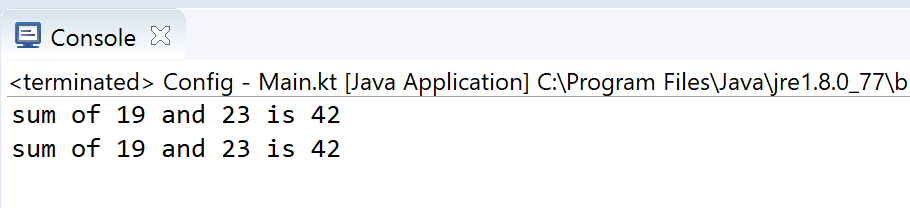 Console
<terminated> Config - Main.kt [Java Application] C:\Program Files\Java\jre1.8.0_77\b
sum of 19 and 23 is 42
sum of 19 and 23 is 42